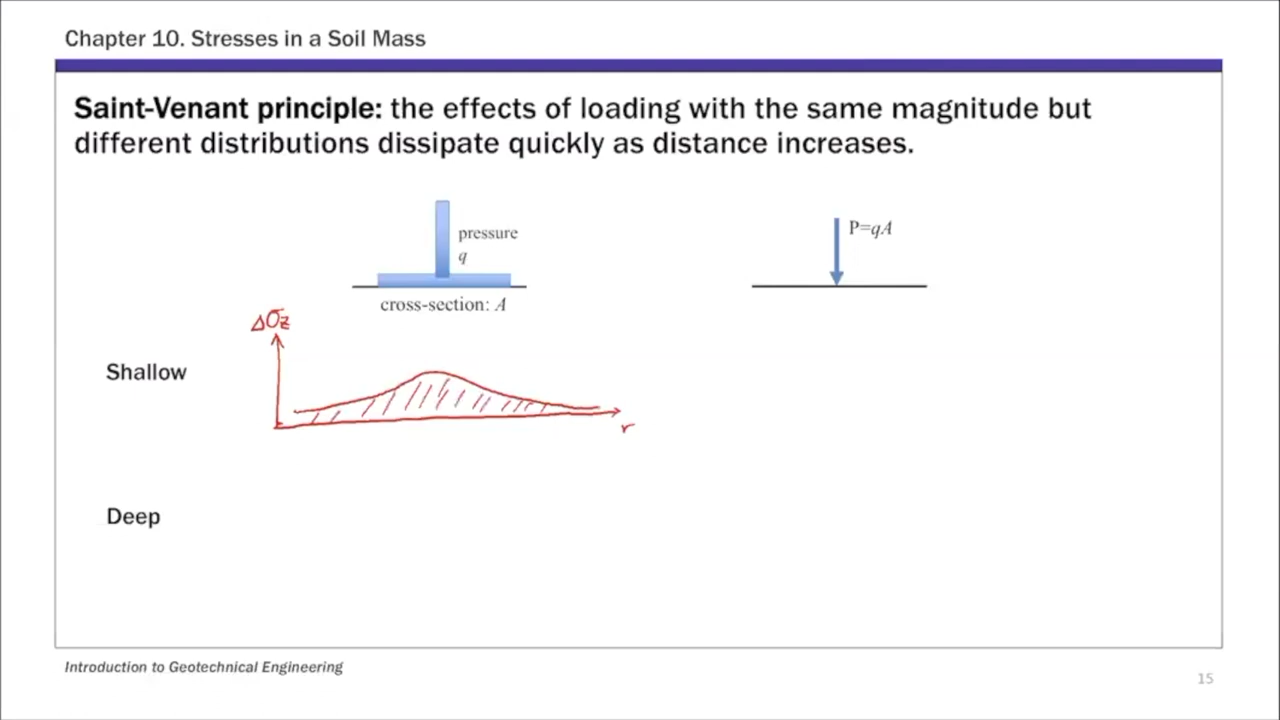 Chapter 10. Stresses in a Soil Mass
Saint-Venant principle: the effects of loading with the same magnitude but
different distributions dissipate quickly as distance increases.
pressure
q
P=qA
cross-section: A
Δσz
Shallow
r
Deep
Introduction to Geotechnical Engineering
15